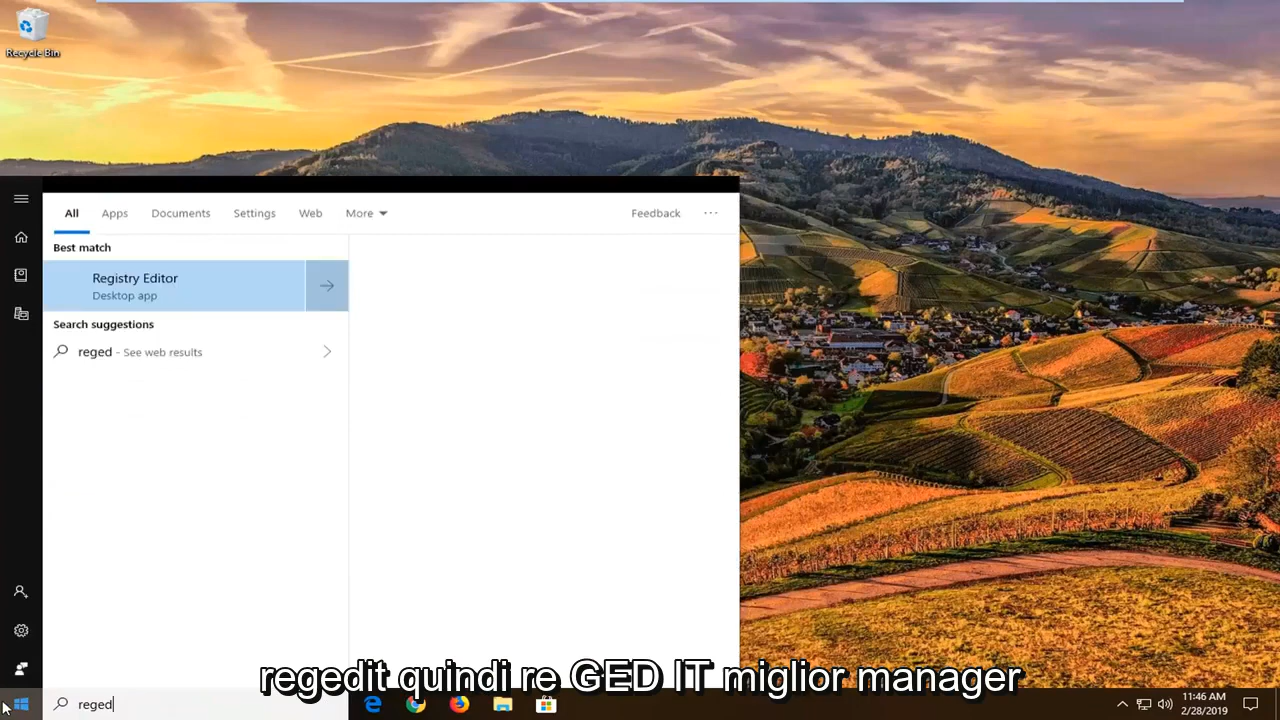 Recycle Bin
All Apps Documents Settings Web More Feedback ...
Best match
Registry Editor
Desktop app
Search suggestions
reged - See web results
regedit quindi re GED IT miglior manager
reged
11:46 AM
2/28/2019